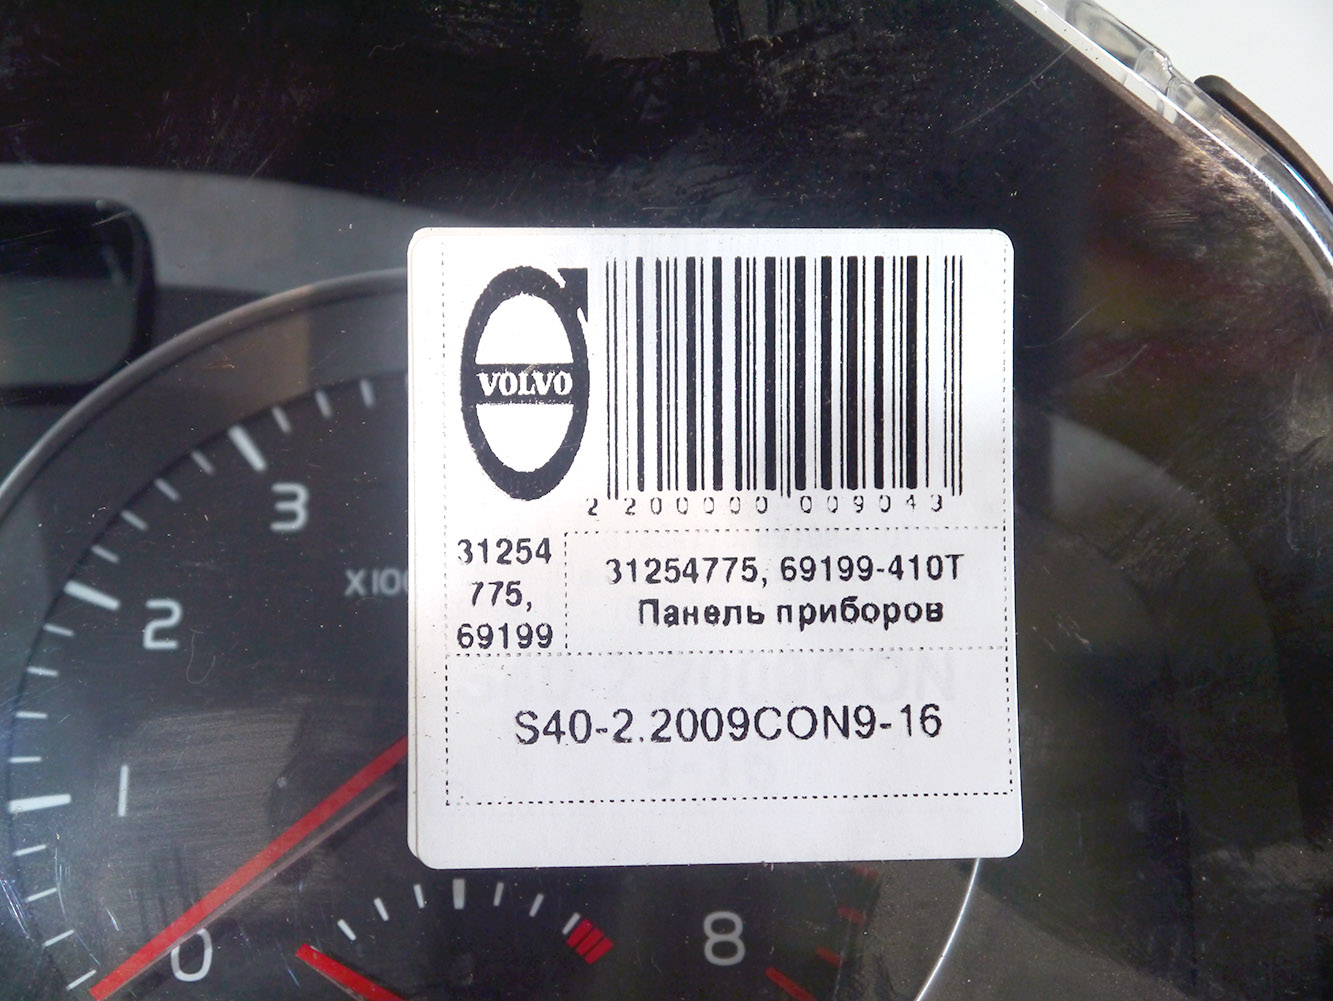 VOLVO
2 200000 009043
31254
775,
69199
31254775, 69199-410T
Панель приборов
S40-2.2009CON9-16
3
2
1
0
8